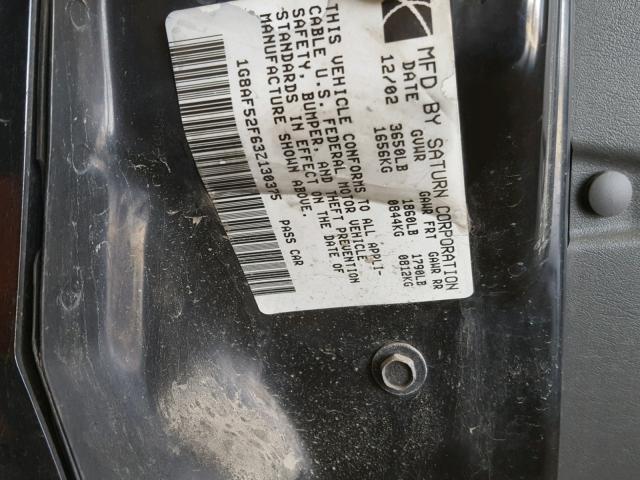 MFD BY SATURN CORPORATION
DATE GVWR GAWR FRT GAWR RR
12/02 3650LB 1860LB 1790LB
1656KG 0844KG 0812KG
THIS VEHICLE CONFORMS TO ALL APPLI-
CABLE U.S. FEDERAL MOTOR VEHICLE
SAFETY, BUMPER, AND THEFT PREVENTION
STANDARDS IN EFFECT ON THE DATE OF
MANUFACTURE SHOWN ABOVE.
1G8AF52F63Z130375 PASS CAR